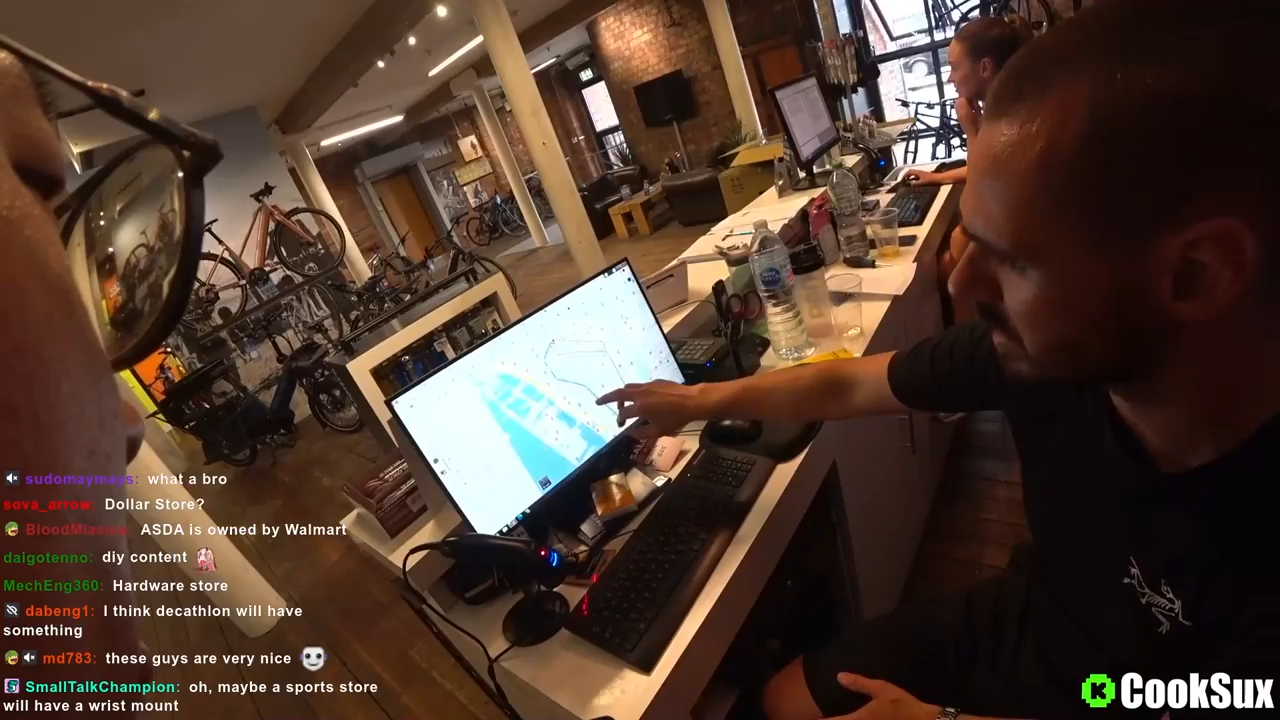 sudomaymays: what a bro
sova_arrow: Dollar Store?
ASDA is owned by Walmart
daigotenno: diy content
MechEng360: Hardware store
dabeng1: I think decathlon will have
something
md783: these guys are very nice
SmallTalkChampion: oh, maybe a sports store
will have a wrist mount
K CookSux